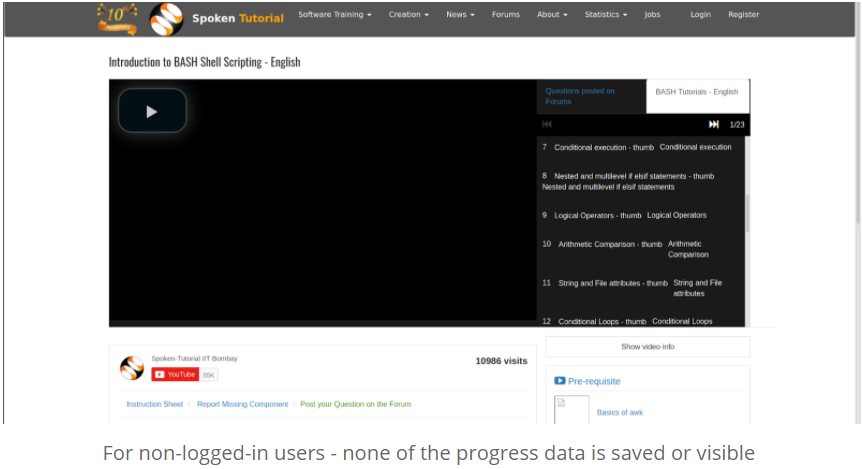 10th
Spoken Tutorial
Software Training
Creation
News
Forums
About
Statistics
Jobs
Login
Register
Introduction to BASH Shell Scripting - English
Questions posted on
Forums
BASH Tutorials - English
1/23
7 Conditional execution - thumb Conditional execution
8 Nested and multilevel if elsif statements - thumb
Nested and multilevel if elsif statements
9 Logical Operators - thumb Logical Operators
10 Arithmetic Comparison - thumb Arithmetic
Comparison
11 String and File attributes - thumb String and File
attributes
12 Conditional Loops - thumb Conditional Loops
Show video info
Spoken-Tutorial IIT Bombay
YouTube 55K
10986 visits
Instruction Sheet / Report Missing Component / Post your Question on the Forum
Pre-requisite
Basics of awk
For non-logged-in users - none of the progress data is saved or visible